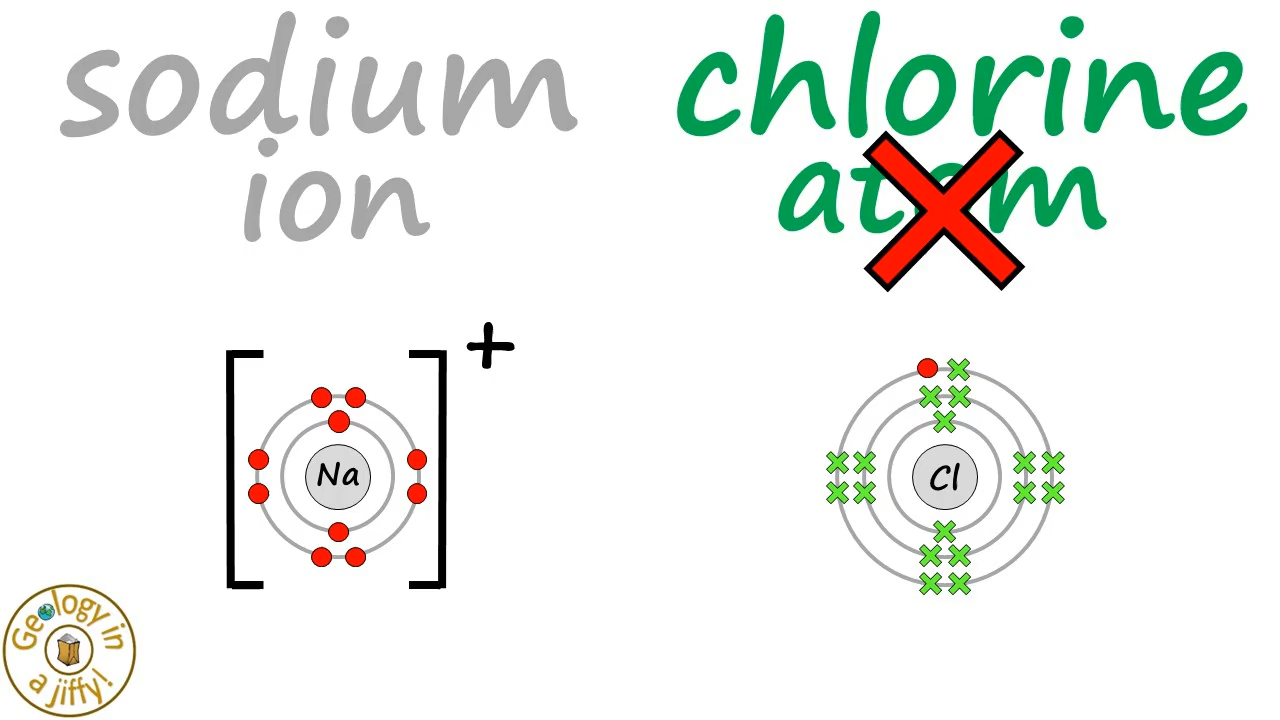 sodium
ion
chlorine
atom
+
Na
Cl
Geology in
a jiffy!